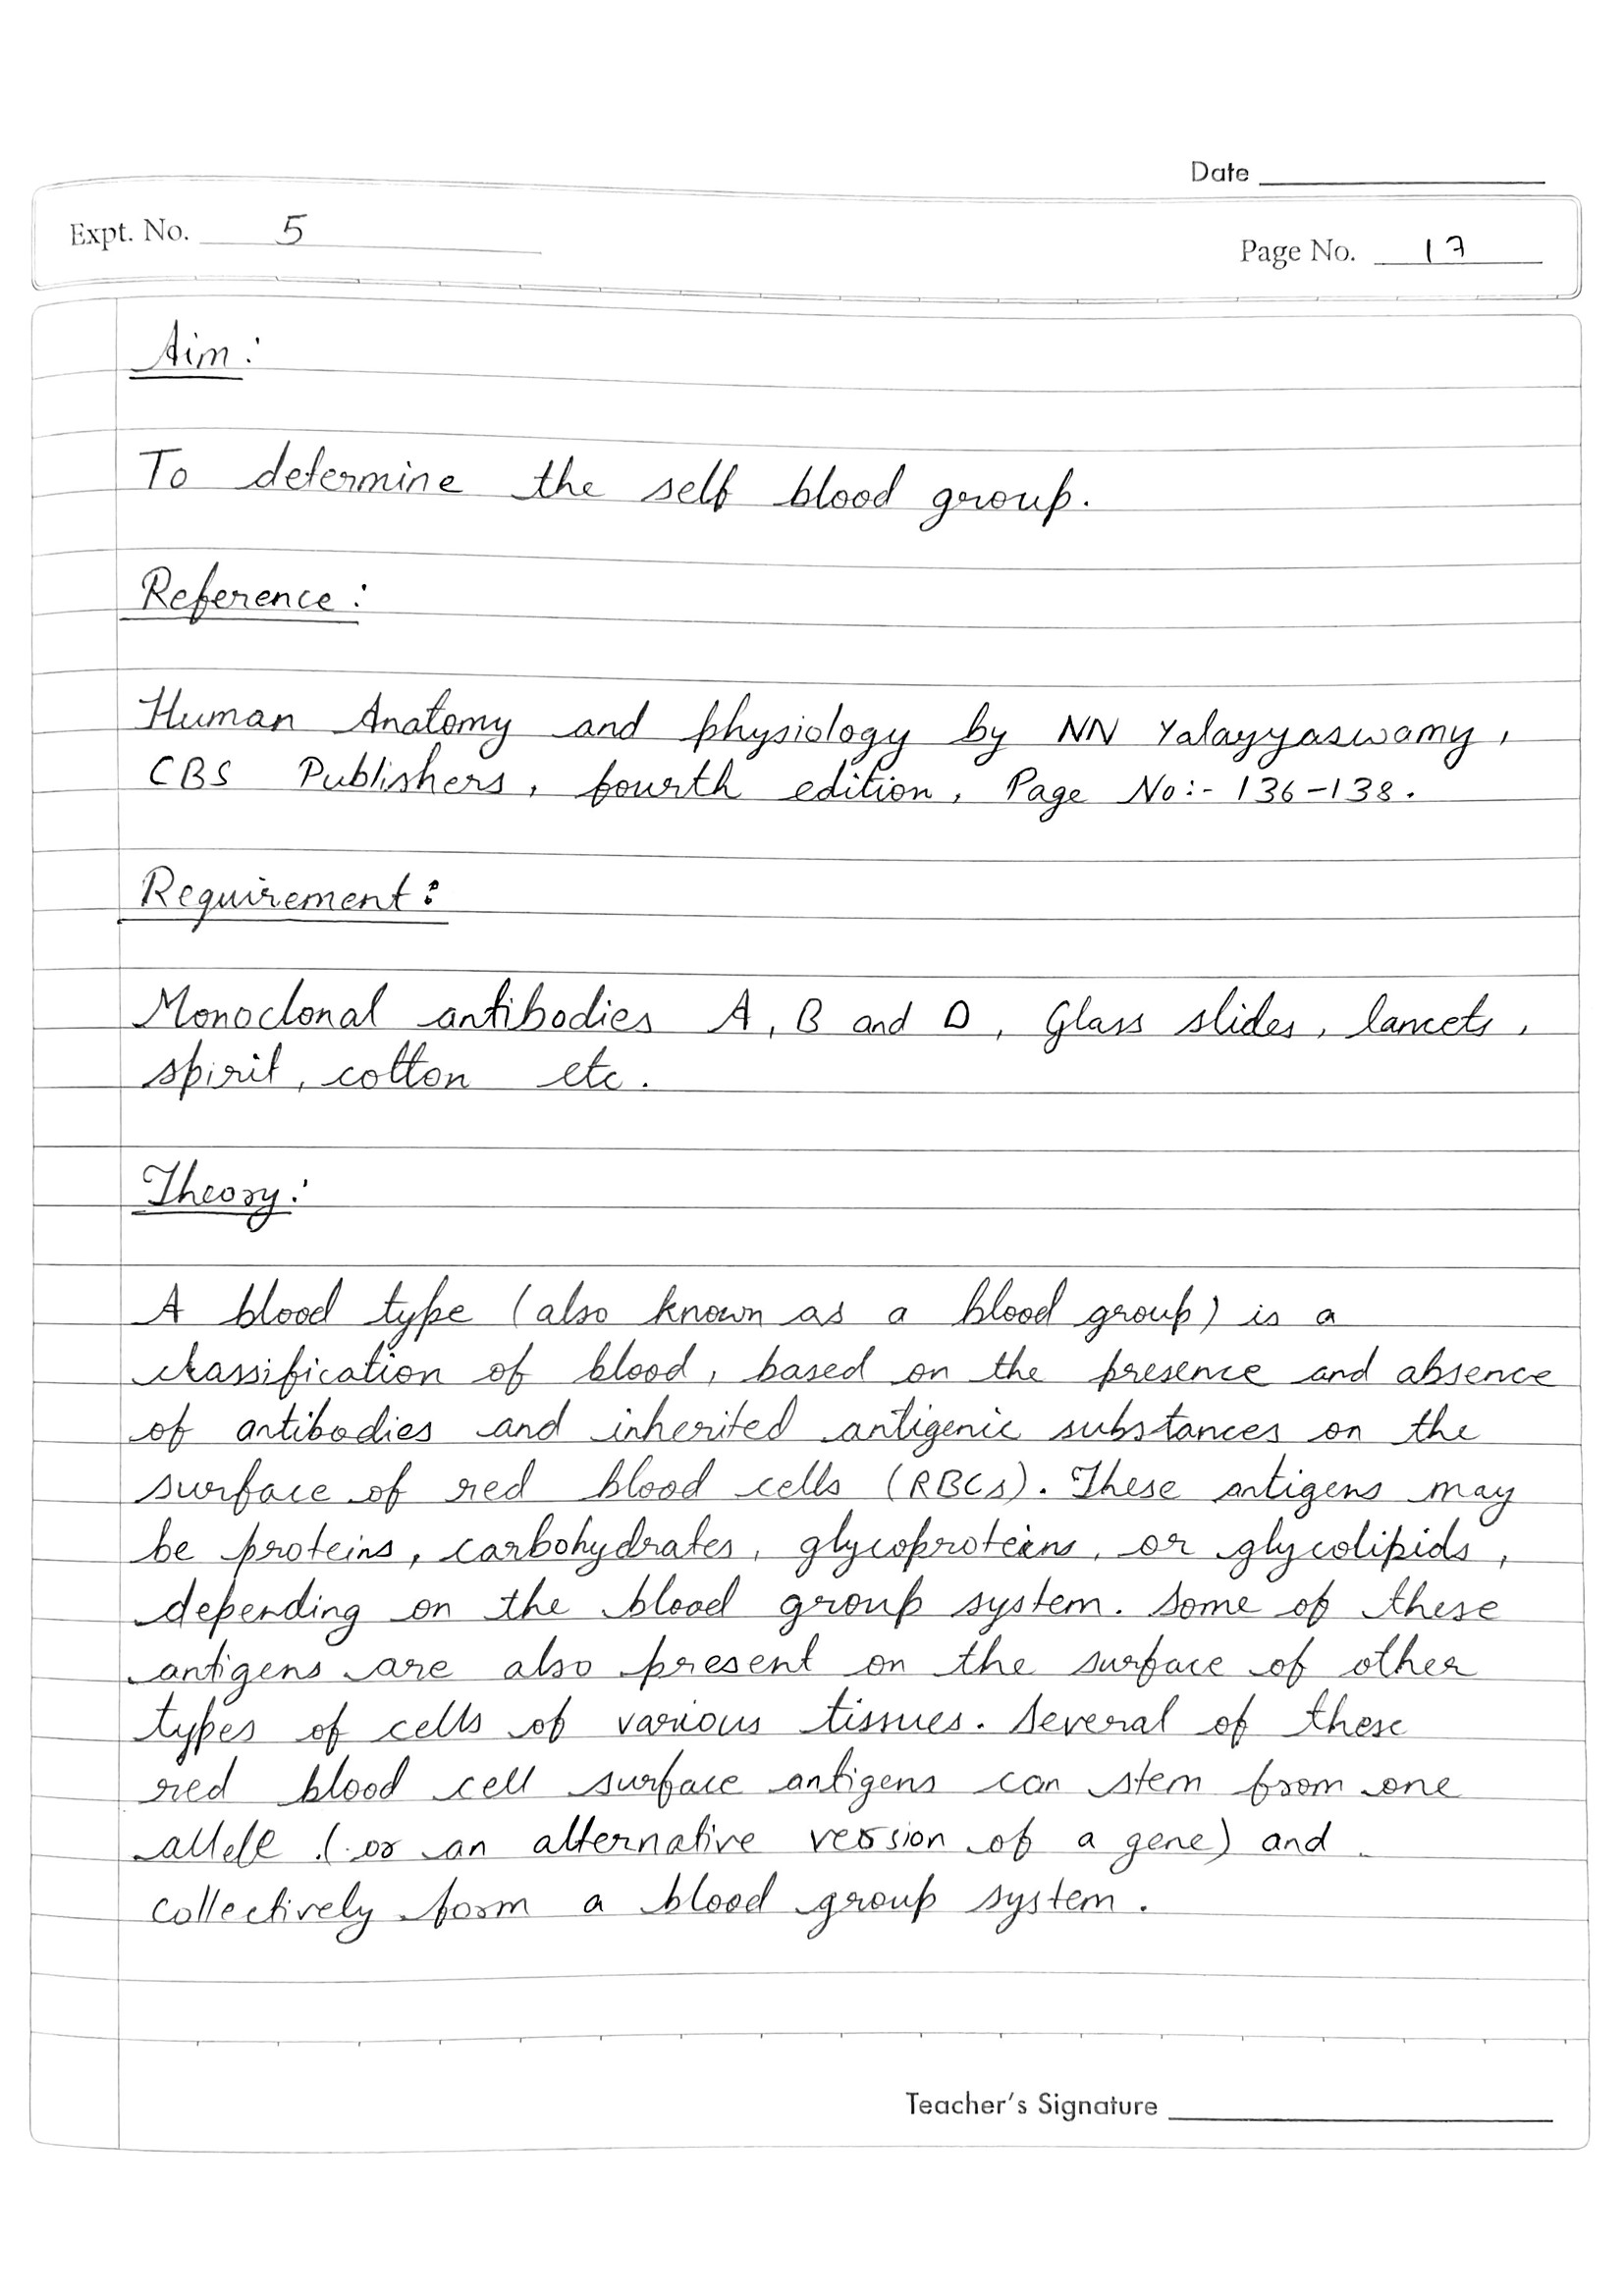 Date
Expt. No. 5
Page No. 17
Aim:
To determine the self blood group.
Reference:
Human Anatomy and physiology by NN Yalayyaswamy,
CBS Publishers, fourth edition, Page No:- 136-138.
Requirement:
Monoclonal antibodies A, B and D, Glass slides, lancets,
spirit, cotton etc.
Theory:
A blood type (also known as a blood group) is a
classification of blood, based on the presence and absence
of antibodies and inherited antigenic substances on the
surface of red blood cells (RBCs). These antigens may
be proteins, carbohydrates, glycoproteins, or glycolipids,
depending on the blood group system. Some of these
antigens are also present on the surface of other
types of cells of various tissues. Several of these
red blood cell surface antigens can stem from one
allele (or an alternative version of a gene) and
collectively form a blood group system.
Teacher's Signature